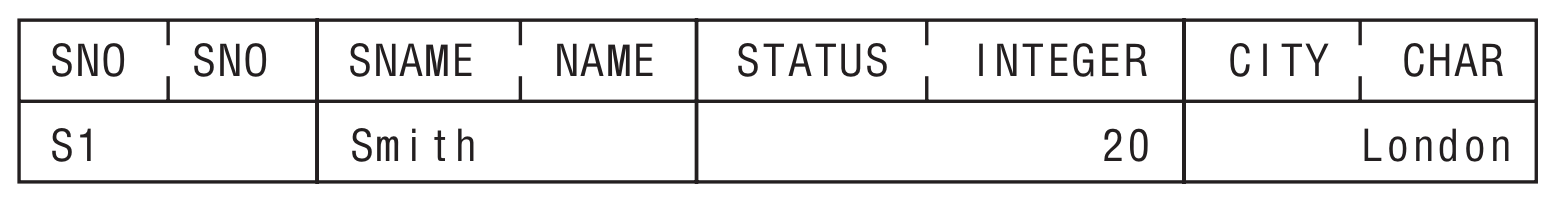 SNO SNO SNAME NAME STATUS INTEGER CITY CHAR
S1 Smith 20 London